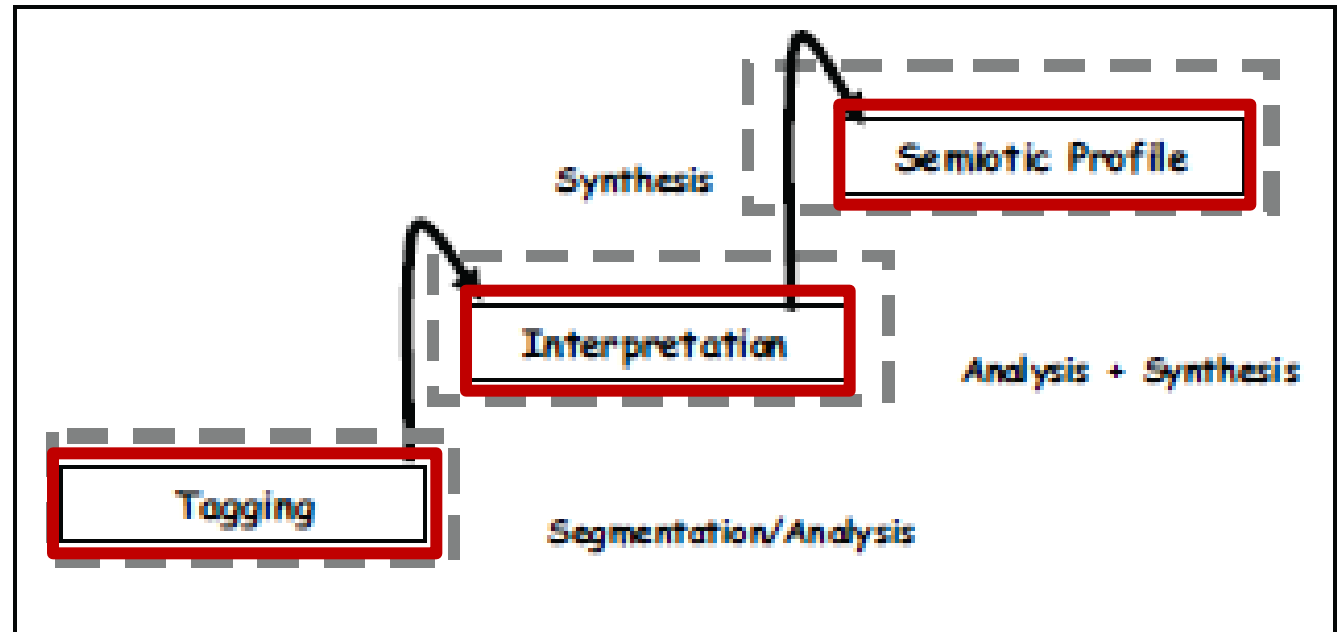 Semiotic Profile
Synthesis
Interpretation
Analysis + Synthesis
Tagging
Segmentation/Analysis